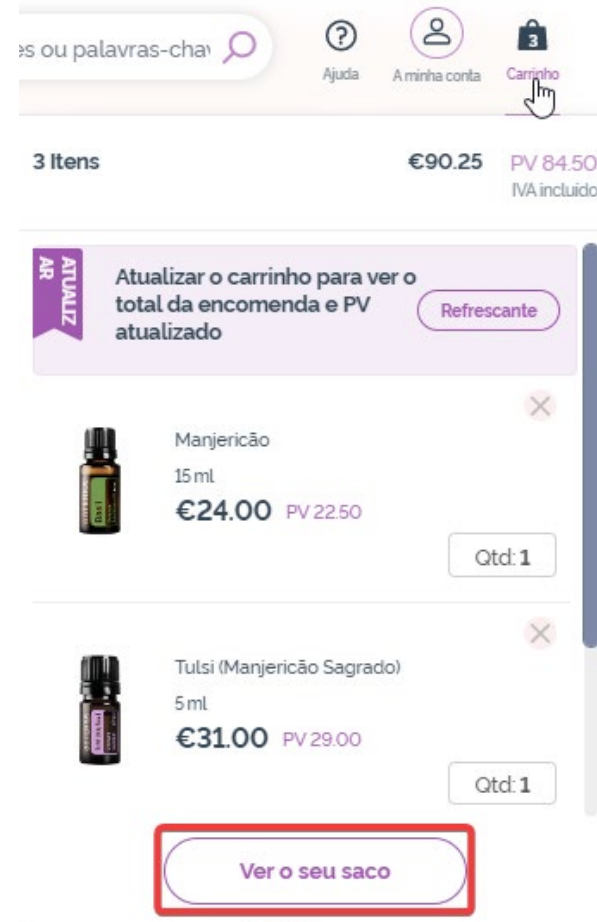 es ou palavras-chav
Ajuda
A minha conta
3
Carrinho
3 Itens
€90.25
PV 84.50
IVA incluido
ATUALIZ
AR
Atualizar o carrinho para ver o
total da encomenda e PV
atualizado
Refrescante
Manjericão
15 ml
€24.00 PV 22.50
Qtd: 1
Basil
Tulsi (Manjericão Sagrado)
5 ml
€31.00 PV 29.00
Qtd: 1
Ver o seu saco